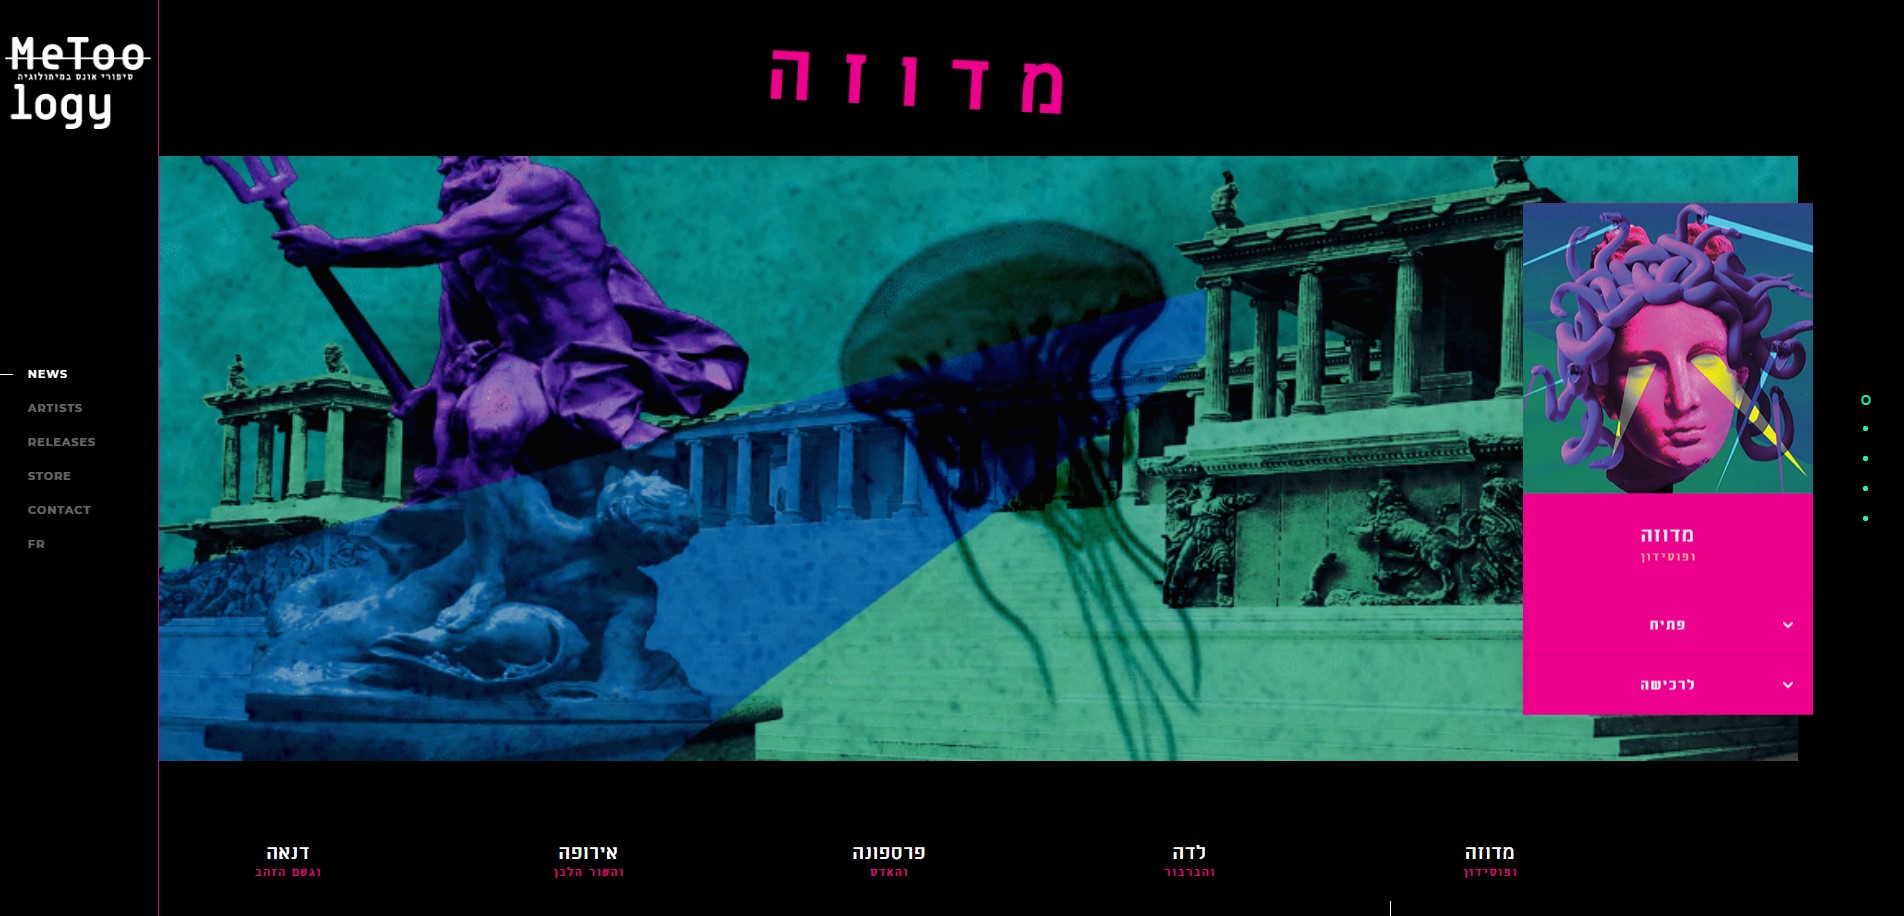 MeToo
סיפורי אונס במיתולוגיה
logy
מדוזה
NEWS
ARTISTS
RELEASES
STORE
CONTACT
FR
מדוזה
ופוסידון
פתיח
לרכישה
מדוזה
ופוסידון
לדה
והברבור
פרספונה
והאדס
אירופה
והשור הלבן
דנאה
וגשם הזהב